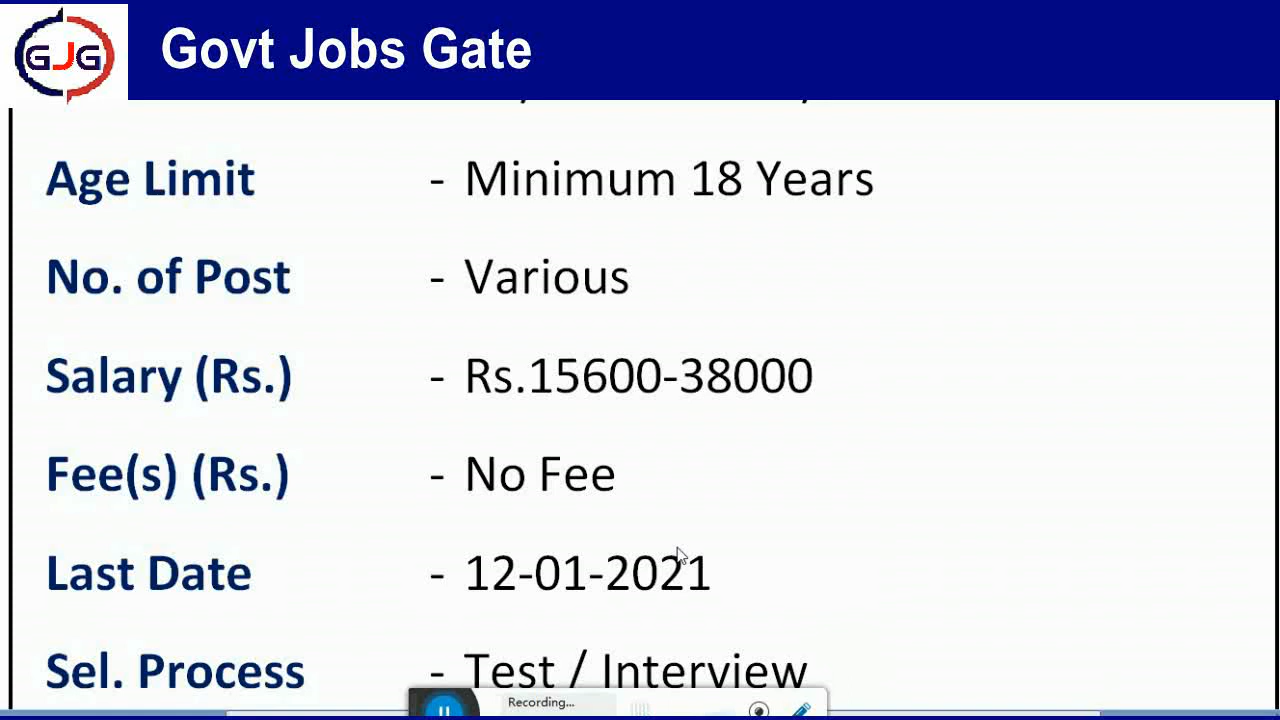 GJG
Govt Jobs Gate
Age Limit - Minimum 18 Years
No. of Post - Various
Salary (Rs.) - Rs.15600-38000
Fee(s) (Rs.) - No Fee
Last Date - 12-01-2021
Sel. Process - Test / Interview
Recording...